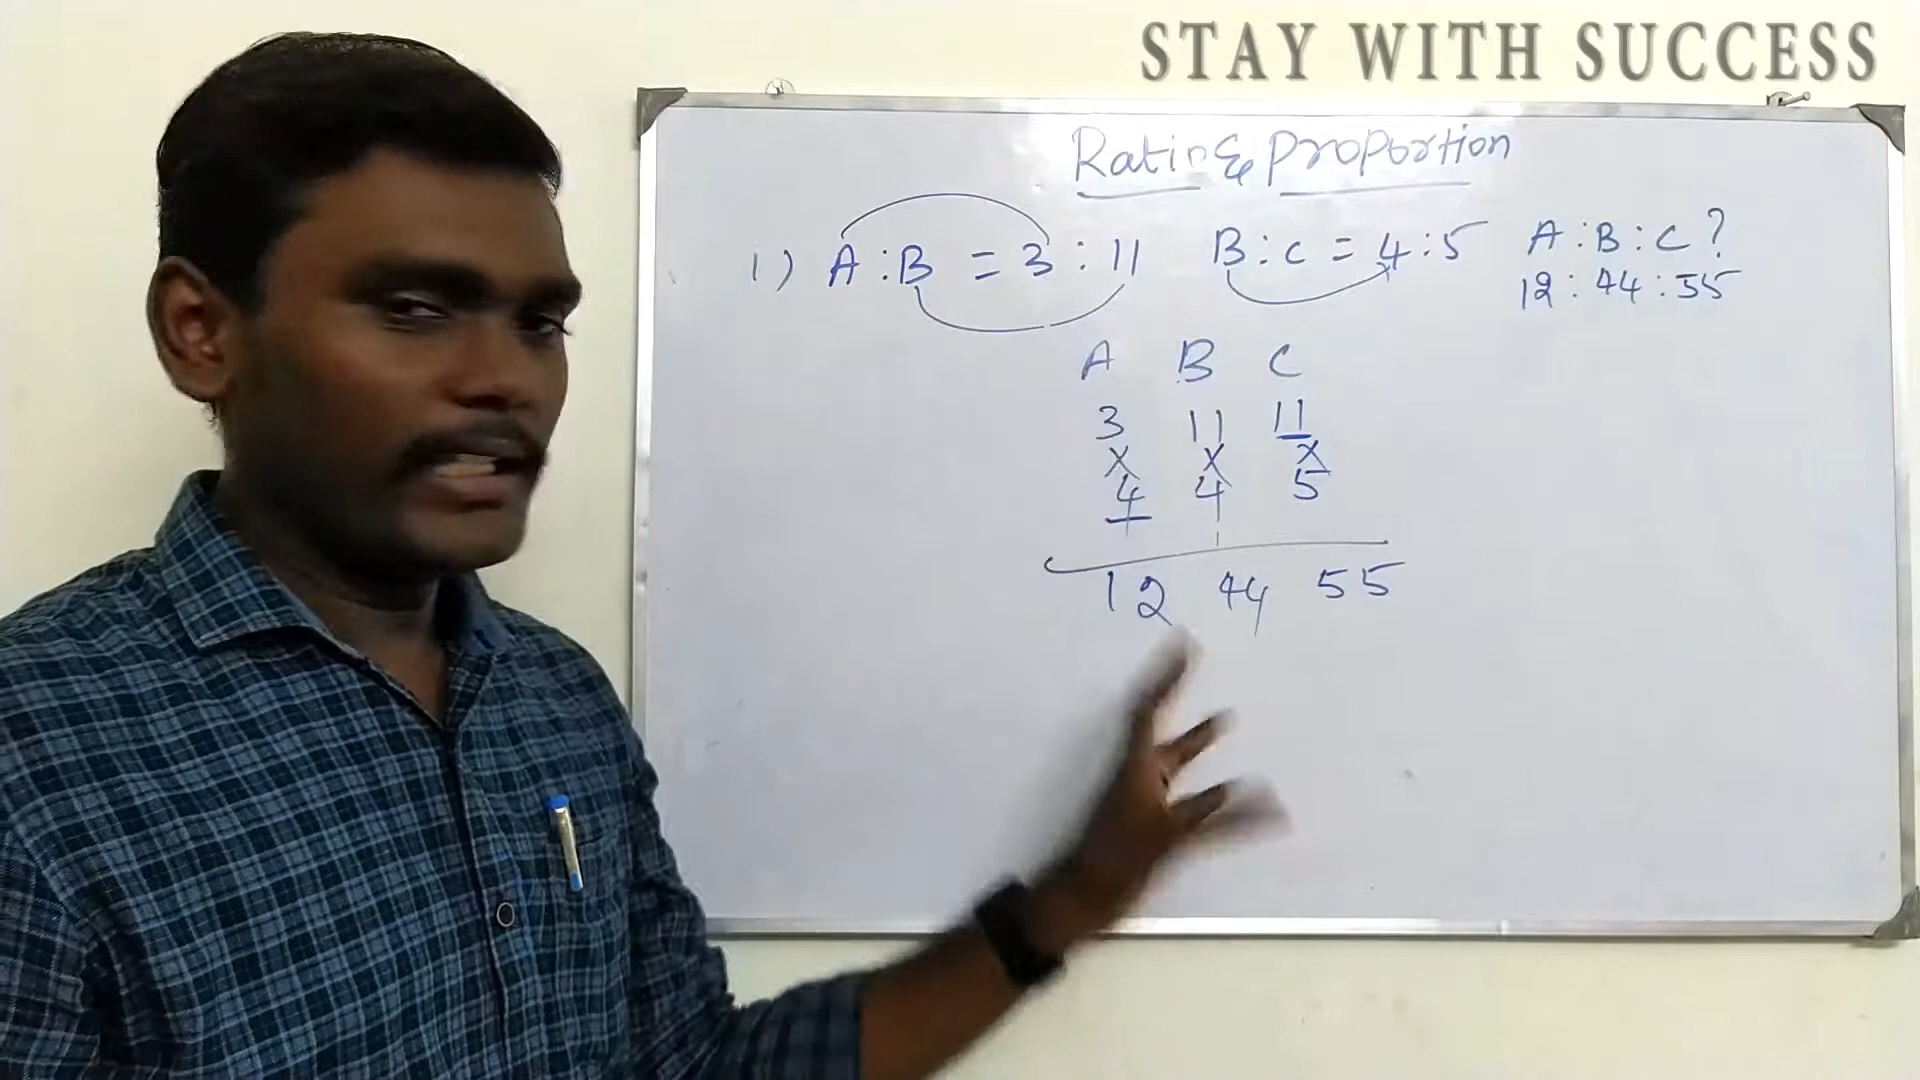 STAY WITH SUCCESS
Ratio & proportion
1) A:B = 3:11 B:C = 4:5 A:B:C?
12:44:55
A B C
3 11 11
x x x
4 4 5
12 44 55